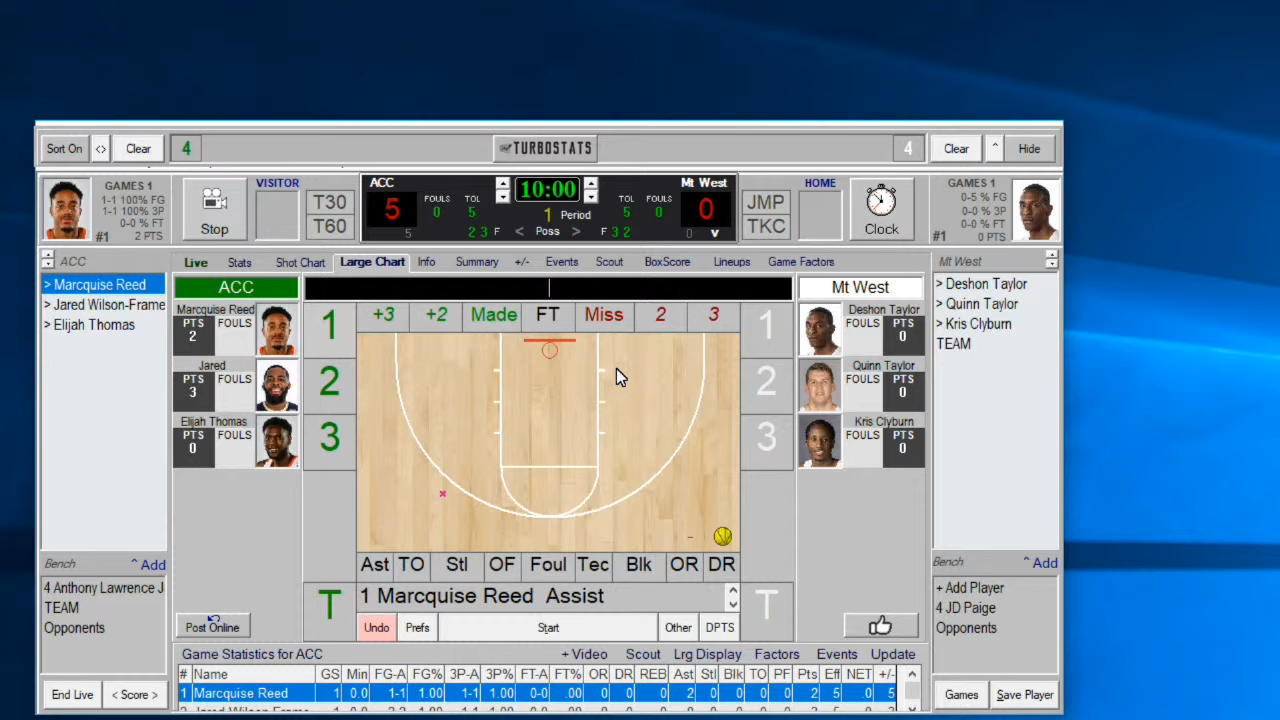 Sort On <> Clear 4 TURBOSTATS 4 Clear ^ Hide
GAMES 1
1-1 100% FG
1-1 100% 3P
0-0 % FT
#1 2 PTS
Stop
VISITOR
T30
T60
ACC 10:00 Mt West
5 FOULS 0 TOL 5 1 Period TOL 5 FOULS 0 0
5 2 3 F < Poss > F 3 2 0 v
JMP
TKC
HOME
Clock
GAMES 1
0-5 % FG
0-0 % 3P
0-0 % FT
#1 0 PTS
ACC
Live Stats Shot Chart Large Chart Info Summary +/- Events Scout BoxScore Lineups Game Factors
Mt West
> Marcquise Reed
> Jared Wilson-Frame
> Elijah Thomas
ACC
Marcquise Reed
PTS FOULS
2
Jared
PTS FOULS
3
Elijah Thomas
PTS FOULS
0
1
2
3
+3 +2 Made FT Miss 2 3
1
2
3
Mt West
Deshon Taylor
FOULS PTS
0
Quinn Taylor
FOULS PTS
0
Kris Clyburn
FOULS PTS
0
> Deshon Taylor
> Quinn Taylor
> Kris Clyburn
TEAM
Bench ^ Add
4 Anthony Lawrence J
TEAM
Opponents
Post Online
Ast TO Stl OF Foul Tec Blk OR DR
T 1 Marcquise Reed Assist T
Undo Prefs Start Other DPTS
Bench ^ Add
+ Add Player
4 JD Paige
Opponents
Game Statistics for ACC + Video Scout Lrg Display Factors Events Update
# Name GS Min FG-A FG% 3P-A 3P% FT-A FT% OR DR REB Ast Stl Blk TO PF Pts Eff NET +/-
1 Marcquise Reed 1 0.0 1-1 1.00 1-1 1.00 0-0 .00 0 0 0 2 0 0 0 0 2 5 .0 5
End Live < Score >
Games Save Player